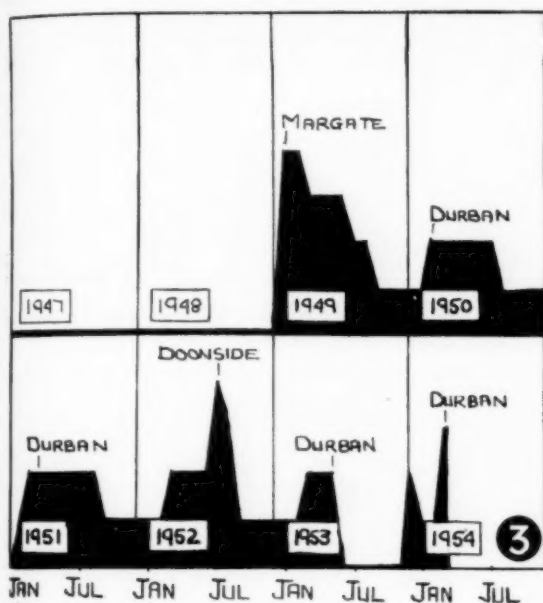 MARGATE
DURBAN
1947 1948 1949 1950
DOONSIDE
DURBAN DURBAN DURBAN
1951 1952 1953 1954 3
JAN JUL JAN JUL JAN JUL JAN JUL